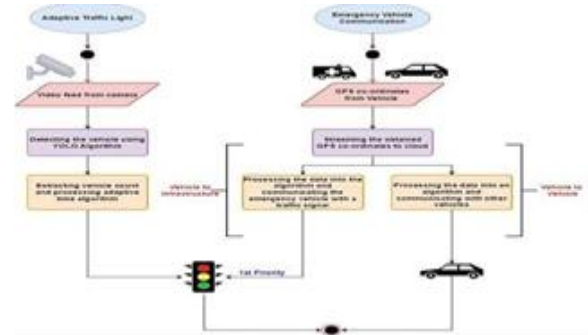 Adaptive Traffic Light
Emergency Vehicle
Communication
Video feed from camera
GPS co-ordinates
from Vehicle
Detecting the vehicle using
YOLO Algorithm
Streaming the obtained
GPS co-ordinates to cloud
Extracting vehicle count
and processing adaptive
time algorithm
Vehicle to
Infrastructure
Processing the data into the
algorithm and
communicating the
emergency vehicle with a
traffic signal
Processing the data into an
algorithm and
communicating with other
vehicles
Vehicle to
Vehicle
1st Priority